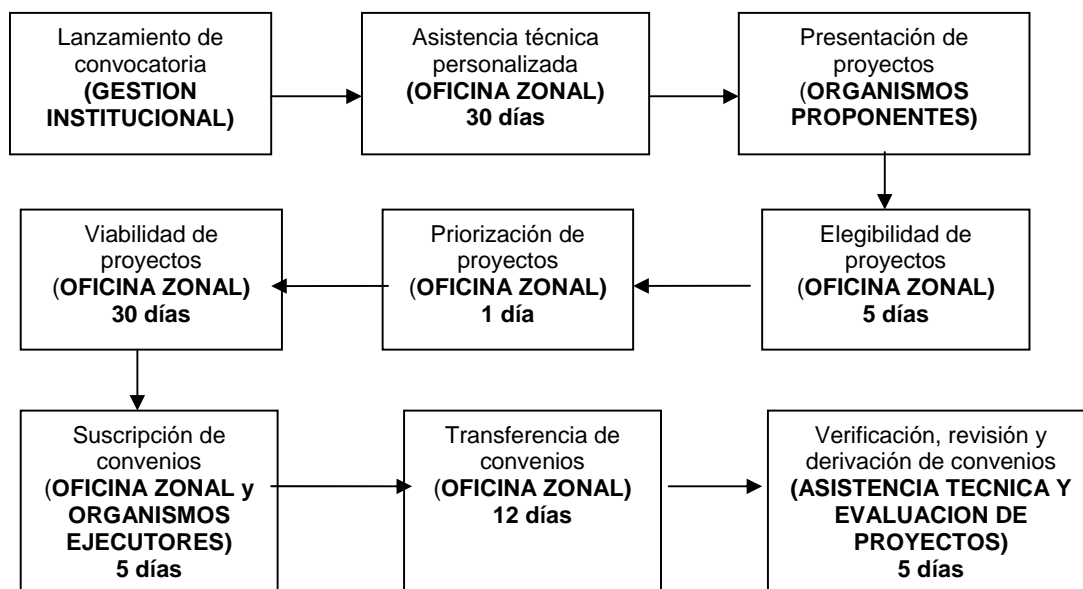 Lanzamiento de
convocatoria
(GESTION
INSTITUCIONAL)
Asistencia técnica
personalizada
(OFICINA ZONAL)
30 días
Presentación de
proyectos
(ORGANISMOS
PROPONENTES)
Elegibilidad de
proyectos
(OFICINA ZONAL)
5 días
Priorización de
proyectos
(OFICINA ZONAL)
1 día
Viabilidad de
proyectos
(OFICINA ZONAL)
30 días
Suscripción de
convenios
(OFICINA ZONAL y
ORGANISMOS
EJECUTORES)
5 días
Transferencia de
convenios
(OFICINA ZONAL)
12 días
Verificación, revisión y
derivación de convenios
(ASISTENCIA TECNICA Y
EVALUACION DE
PROYECTOS)
5 días